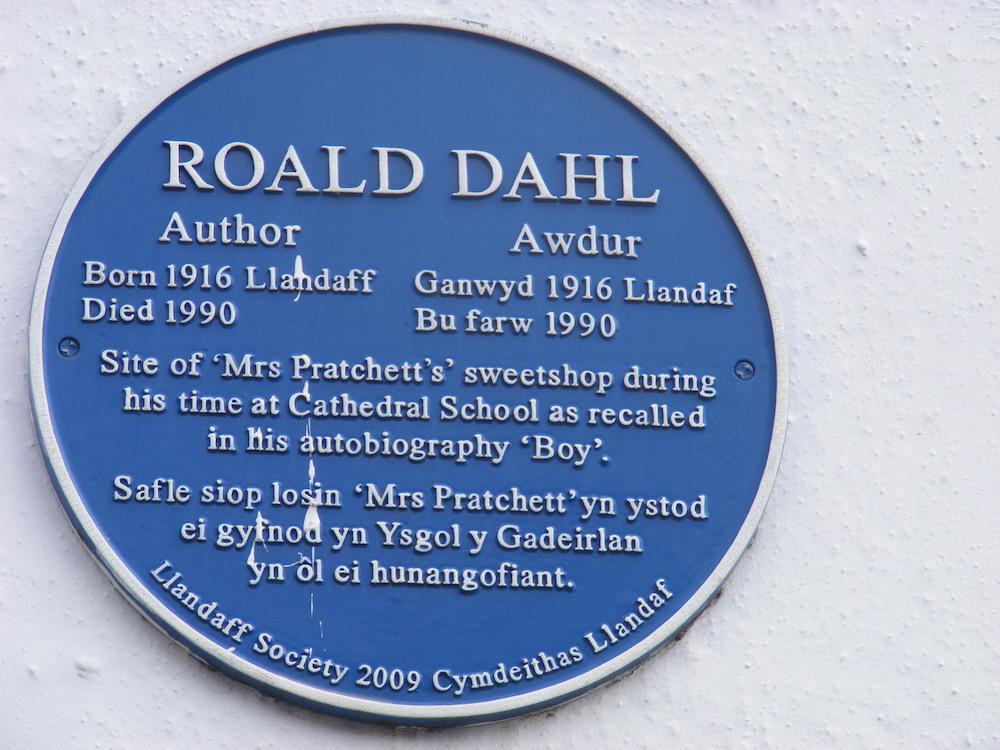 ROALD DAHL
Author
Awdur
Born 1916 Llandaff
Died 1990
Ganwyd 1916 Llandaf
Bu farw 1990
Site of ‘Mrs Pratchett’s’ sweetshop during
his time at Cathedral School as recalled
in his autobiography ‘Boy’.
Safle siop losin ‘Mrs Pratchett’yn ystod
ei gyfnod yn Ysgol y Gadeirlan
yn ôl ei hunangofiant.
Llandaff Society 2009 Cymdeithas Llandaf